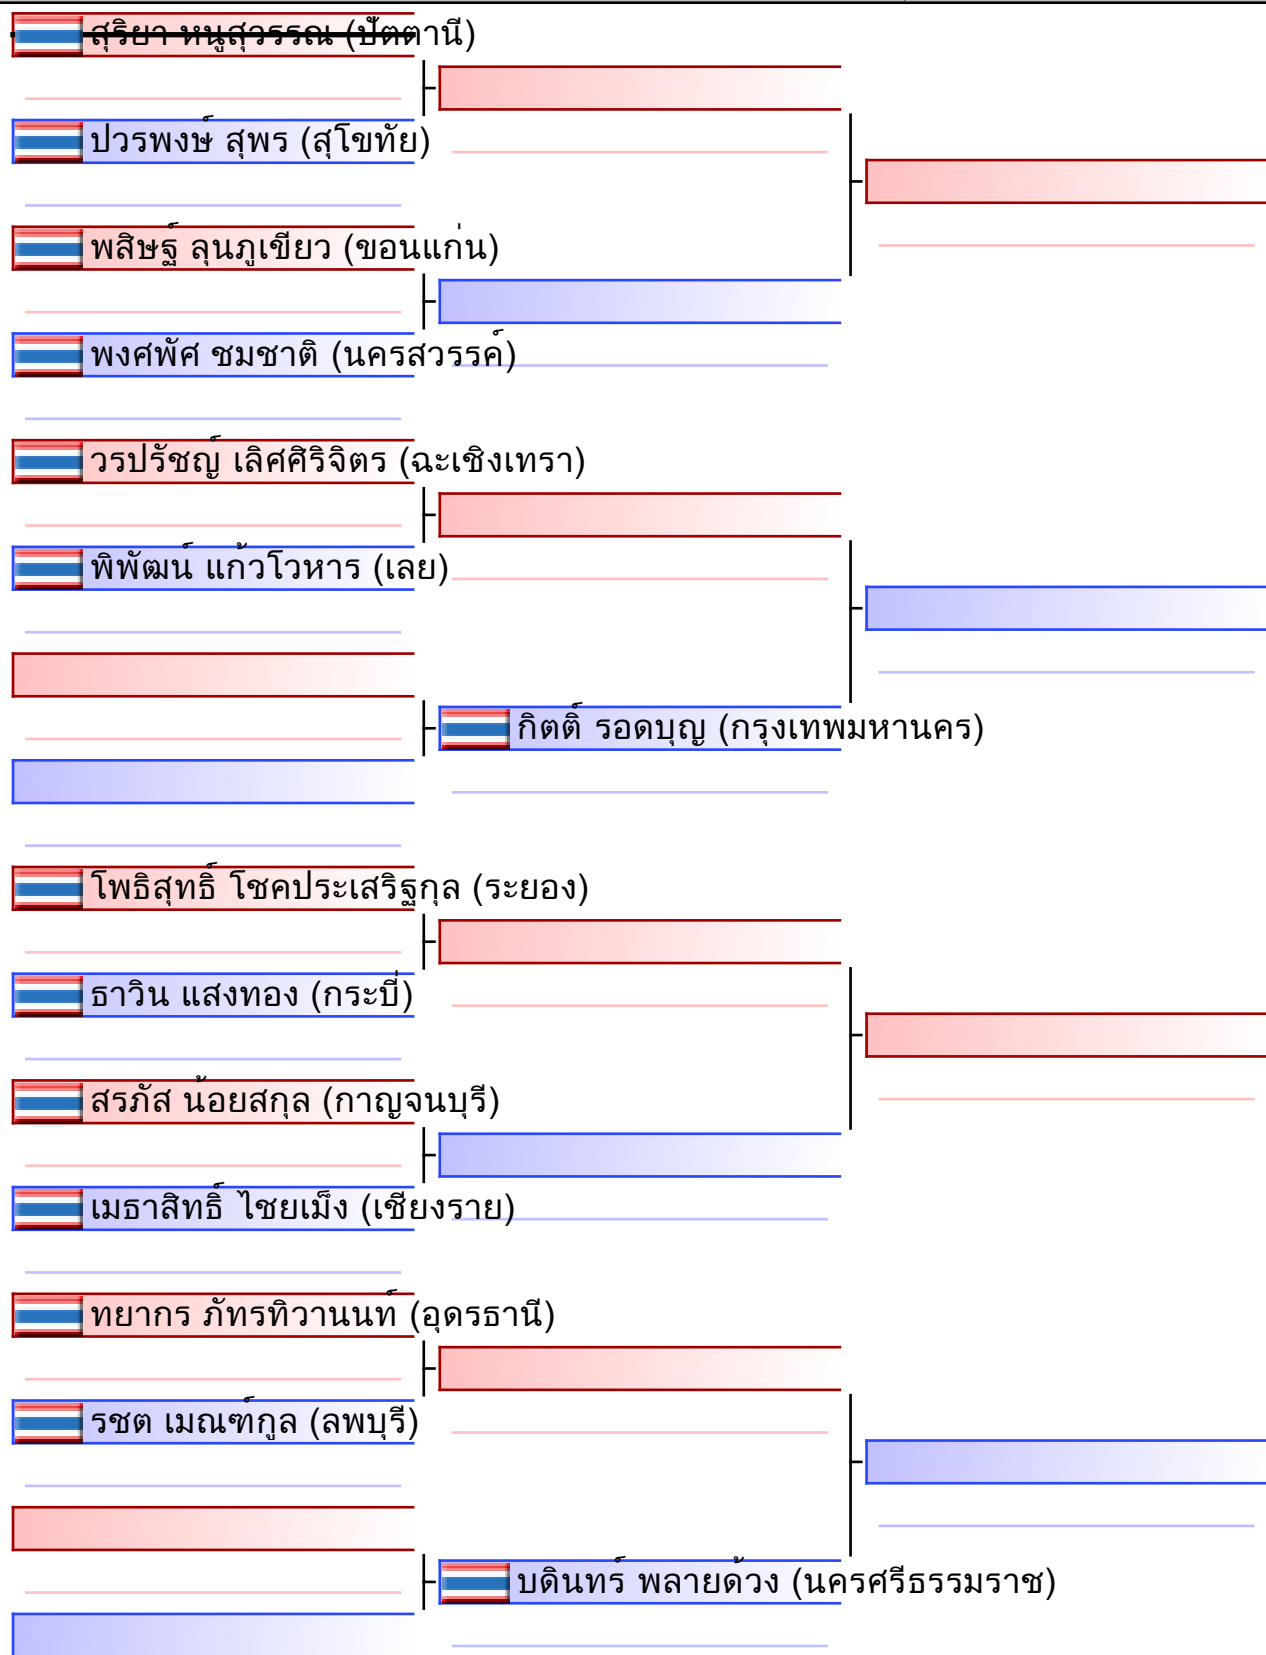 สุริยา หนูสุวรรณ (ปัตตานี)
ปวรพงษ์ สุพร (สุโขทัย)
พสิษฐ์ ลุนภูเขียว (ขอนแก่น)
พงศพัศ ชมชาติ (นครสวรรค์)
วรปรัชญ์ เลิศศิริจิตร (ฉะเชิงเทรา)
พิพัฒน์ แก้วโวหาร (เลย)
กิตติ์ รอดบุญ (กรุงเทพมหานคร)
โพธิสุทธิ์ โชคประเสริฐกุล (ระยอง)
ธาวิน แสงทอง (กระบี่)
สรภัส น้อยสกุล (กาญจนบุรี)
เมธาสิทธิ์ ไชยเม็ง (เชียงราย)
ทยากร ภัทรทิวานนท์ (อุดรธานี)
รชต เมณฑ์กูล (ลพบุรี)
บดินทร์ พลายด้วง (นครศรีธรรมราช)